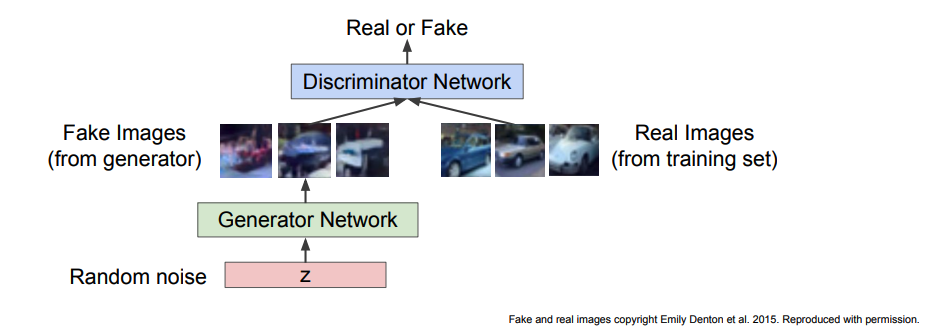 Real or Fake
Discriminator Network
Fake Images
(from generator)
Real Images
(from training set)
Generator Network
Random noise
z
Fake and real images copyright Emily Denton et al. 2015. Reproduced with permission.